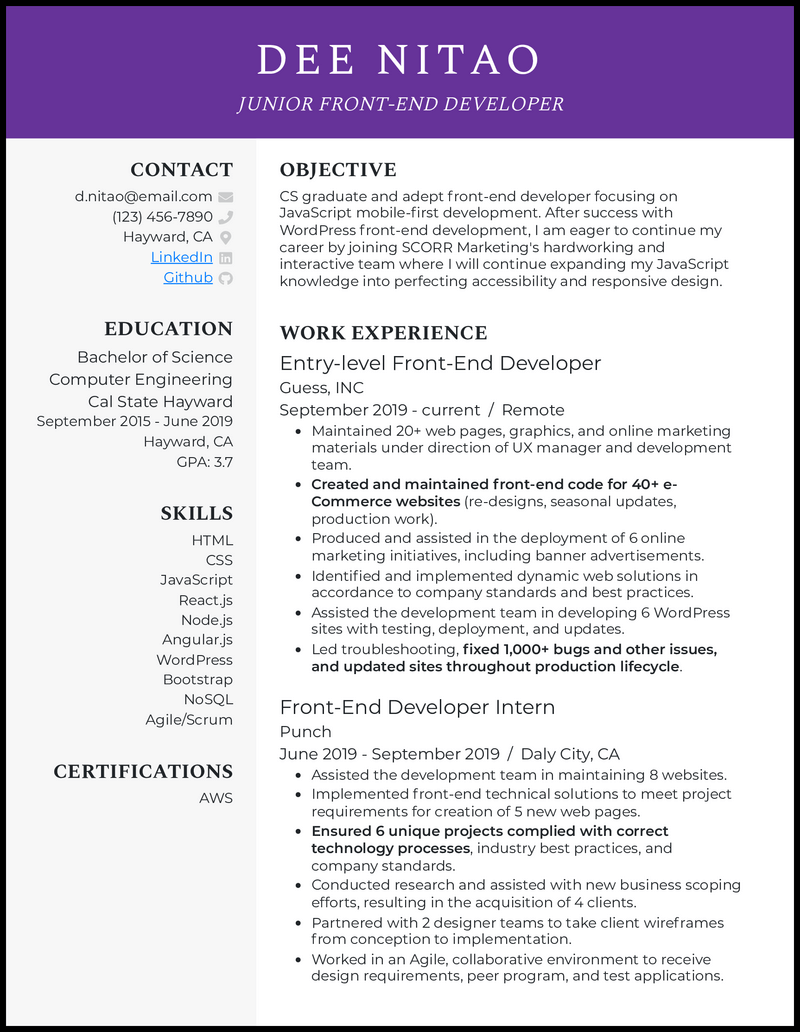 DEE NITAO
JUNIOR FRONT-END DEVELOPER
CONTACT
d.nitao@email.com
(123) 456-7890
Hayward, CA
LinkedIn
Github
EDUCATION
Bachelor of Science
Computer Engineering
Cal State Hayward
September 2015 - June 2019
Hayward, CA
GPA: 3.7
SKILLS
HTML
CSS
JavaScript
React.js
Node.js
Angular.js
WordPress
Bootstrap
NoSQL
Agile/Scrum
CERTIFICATIONS
AWS
OBJECTIVE
CS graduate and adept front-end developer focusing on
JavaScript mobile-first development. After success with
WordPress front-end development, I am eager to continue my
career by joining SCORR Marketing's hardworking and
interactive team where I will continue expanding my JavaScript
knowledge into perfecting accessibility and responsive design.
WORK EXPERIENCE
Entry-level Front-End Developer
Guess, INC
September 2019 - current / Remote
• Maintained 20+ web pages, graphics, and online marketing
materials under direction of UX manager and development
team.
• Created and maintained front-end code for 40+ e-
Commerce websites (re-designs, seasonal updates,
production work).
• Produced and assisted in the deployment of 6 online
marketing initiatives, including banner advertisements.
• Identified and implemented dynamic web solutions in
accordance to company standards and best practices.
• Assisted the development team in developing 6 WordPress
sites with testing, deployment, and updates.
• Led troubleshooting, fixed 1,000+ bugs and other issues,
and updated sites throughout production lifecycle.
Front-End Developer Intern
Punch
June 2019 - September 2019 / Daly City, CA
• Assisted the development team in maintaining 8 websites.
• Implemented front-end technical solutions to meet project
requirements for creation of 5 new web pages.
• Ensured 6 unique projects complied with correct
technology processes, industry best practices, and
company standards.
• Conducted research and assisted with new business scoping
efforts, resulting in the acquisition of 4 clients.
• Partnered with 2 designer teams to take client wireframes
from conception to implementation.
• Worked in an Agile, collaborative environment to receive
design requirements, peer program, and test applications.